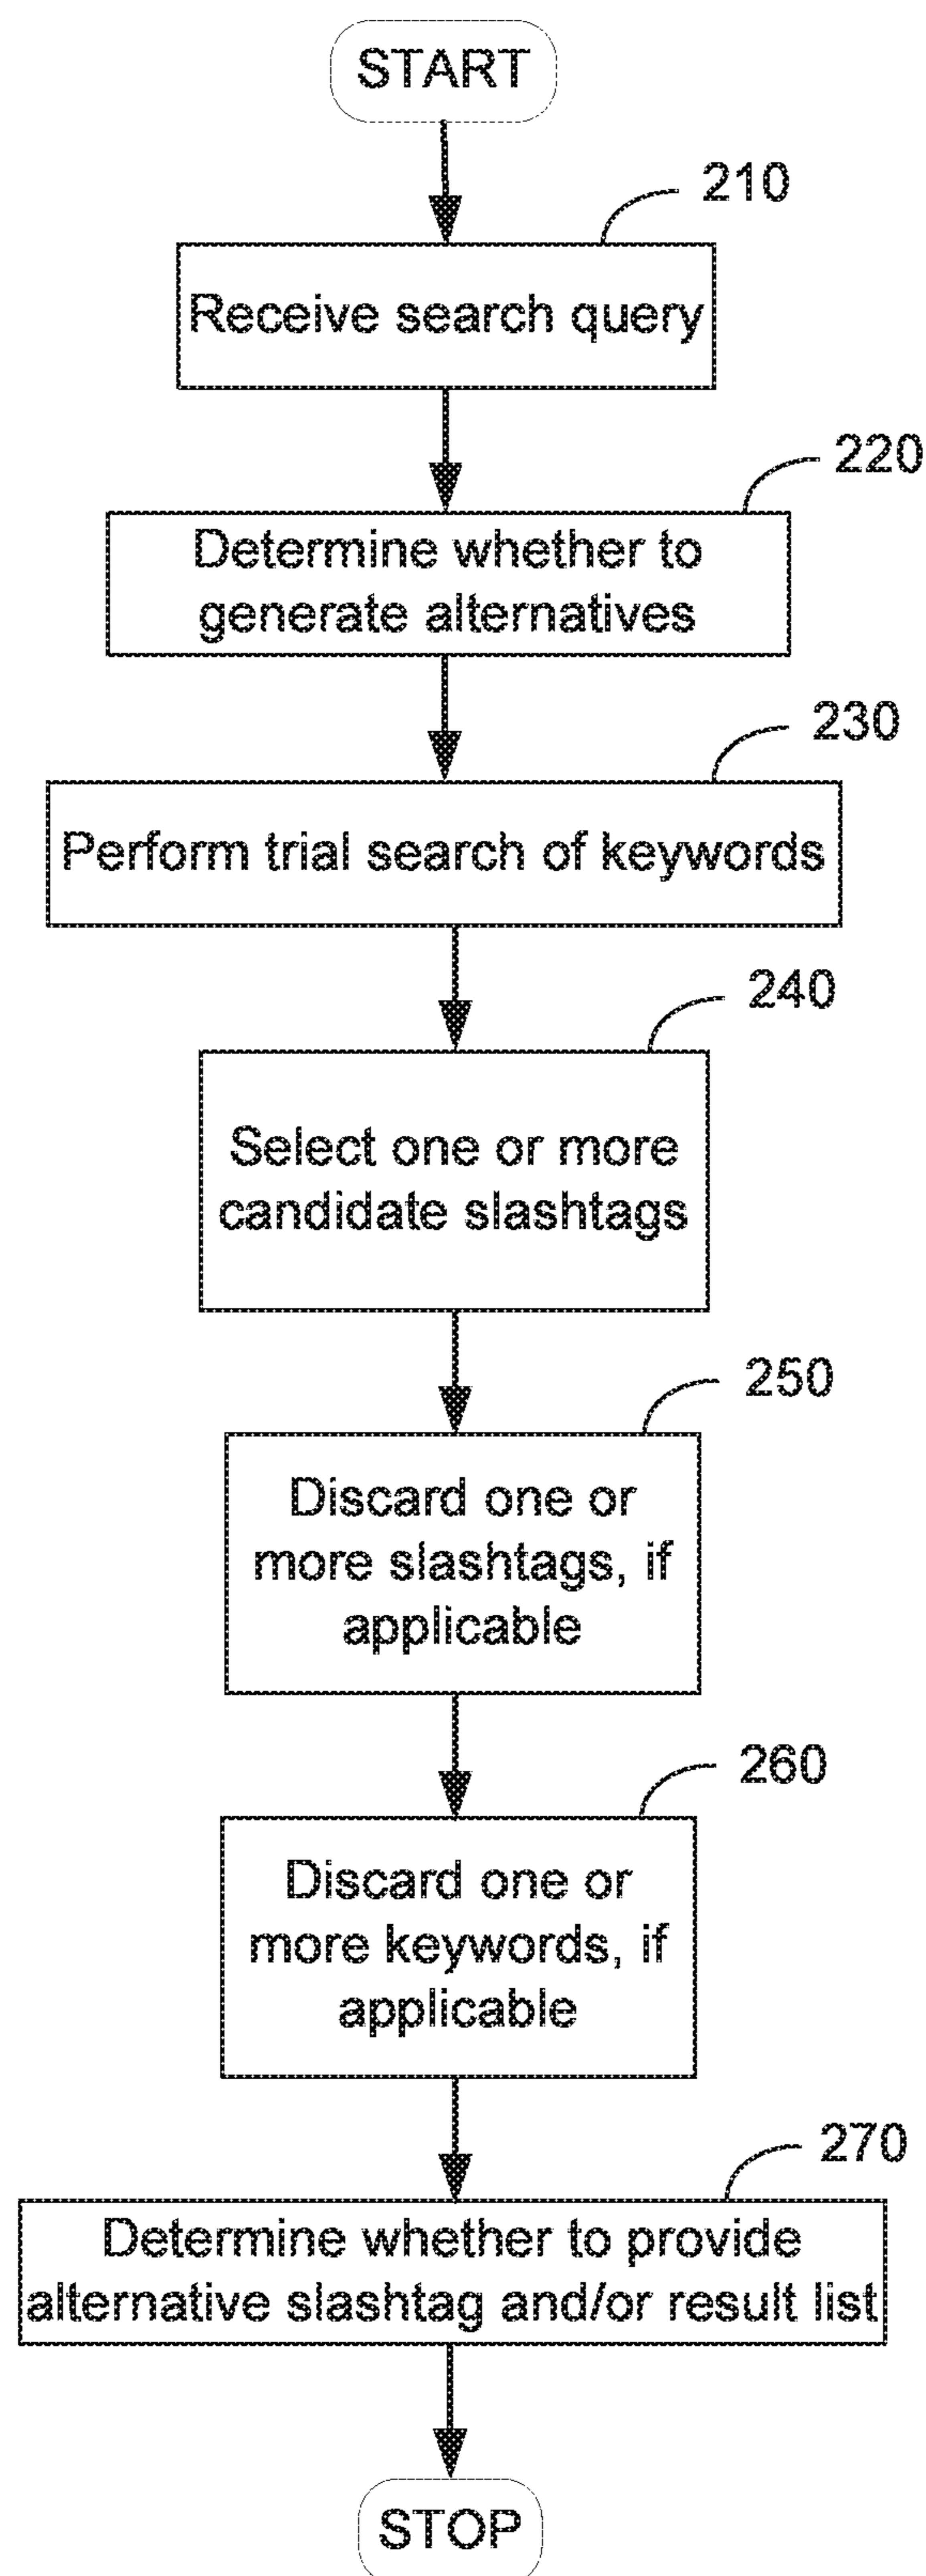 START
210
Receive search query
220
Determine whether to
generate alternatives
230
Perform trial search of keywords
240
Select one or more
candidate slashtags
250
Discard one or
more slashtags, if
applicable
260
Discard one or
more keywords, if
applicable
270
Determine whether to provide
alternative slashtag and/or result list
STOP